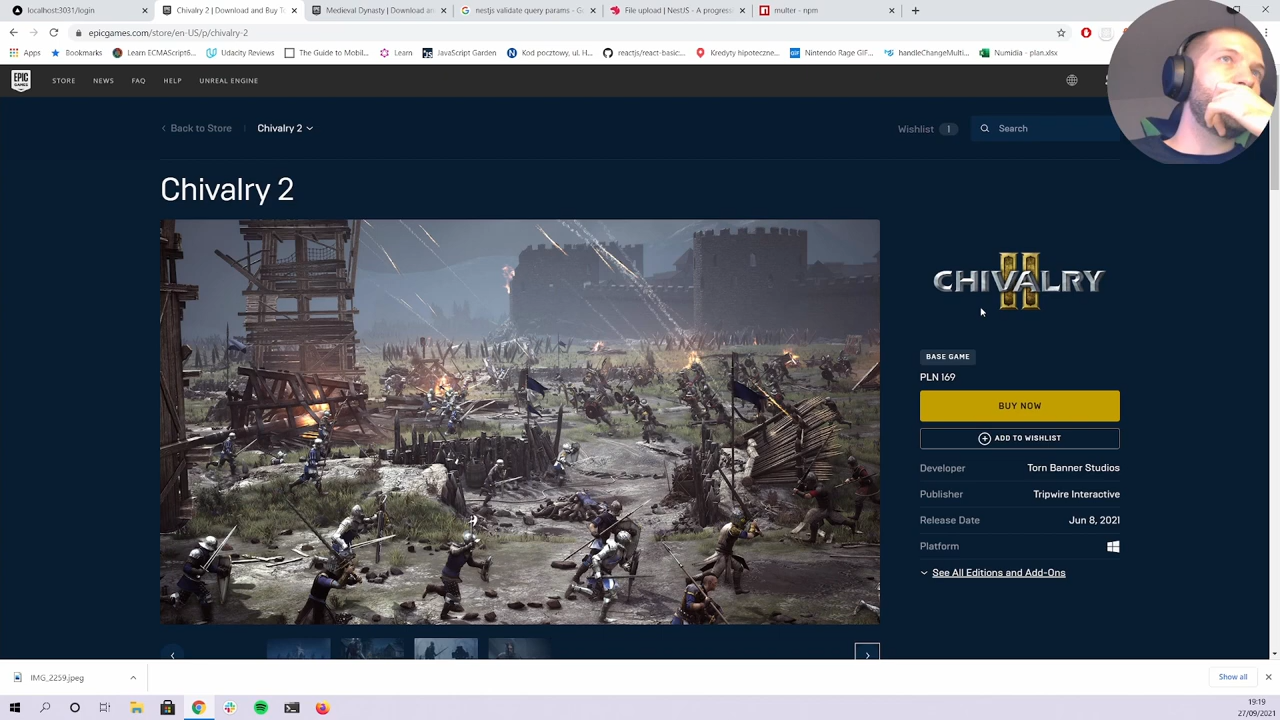 localhost:3031/login
Chivalry 2 | Download and Buy T
Medieval Dynasty | Download an
nestjs validate query params - G
File upload | NestJS - A progress
multer - npm
epicgames.com/store/en-US/p/chivalry-2
Apps
Bookmarks
Learn ECMAScript6...
Udacity Reviews
The Guide to Mobil...
Learn
JavaScript Garden
Kod pocztowy, ul. H...
reactjs/react-basic...
Kredyty hipoteczne...
Nintendo Rage GIF...
handleChangeMulti...
Numidia - plan.xlsx
EPIC GAMES
STORE
NEWS
FAQ
HELP
UNREAL ENGINE
Back to Store
Chivalry 2
Wishlist 1
Search
Chivalry 2
CHIVALRY II
BASE GAME
PLN 169
BUY NOW
ADD TO WISHLIST
Developer Torn Banner Studios
Publisher Tripwire Interactive
Release Date Jun 8, 2021
Platform
See All Editions and Add-Ons
IMG_2259.jpeg
Show all
19:19
27/09/2021